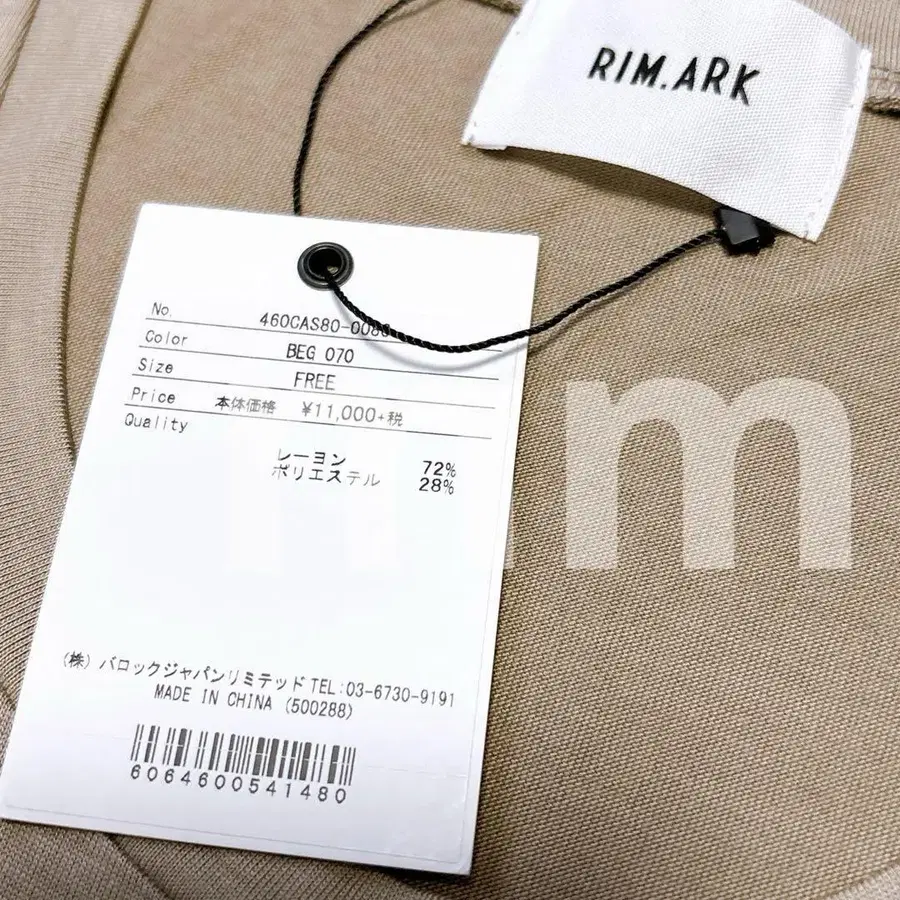 RIM.ARK
No. 460CAS80-0080
Color BEG 070
Size FREE
Price 本体価格 ¥11,000+税
Quality
レーヨン 72%
ポリエステル 28%
(株) バロックジャパンリミテッド TEL:03-6730-9191
MADE IN CHINA (500288)
6064600541480